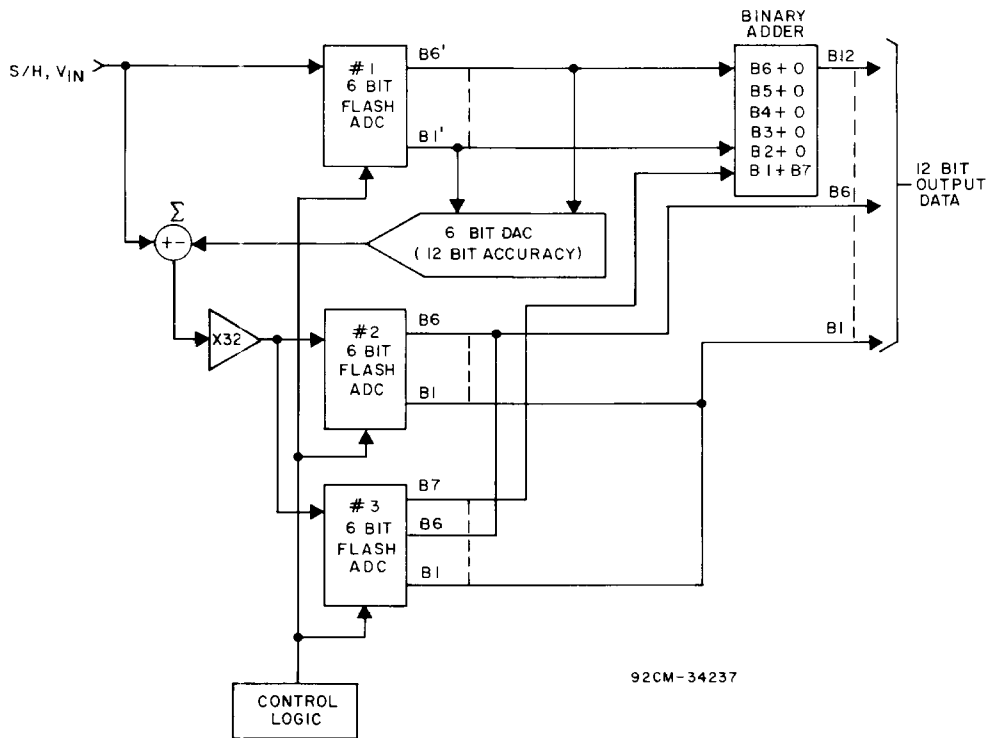 BINARY
ADDER
S/H, VIN
#1
6 BIT
FLASH
ADC
B6'
B1'
B6+0
B5+0
B4+0
B3+0
B2+0
B1+B7
B12
B6
B1
12 BIT
OUTPUT
DATA
Σ
+-
6 BIT DAC
(12 BIT ACCURACY)
X32
#2
6 BIT
FLASH
ADC
B6
B1
#3
6 BIT
FLASH
ADC
B7
B6
B1
CONTROL
LOGIC
92CM-34237